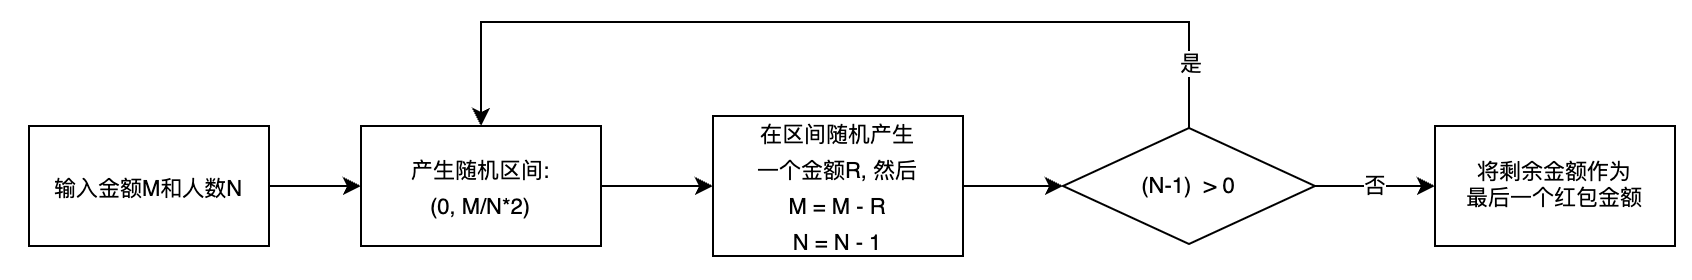 输入金额M和人数N
产生随机区间:
(0, M/N*2)
在区间随机产生
一个金额R, 然后
M = M - R
N = N - 1
(N-1) > 0
是
否
将剩余金额作为
最后一个红包金额